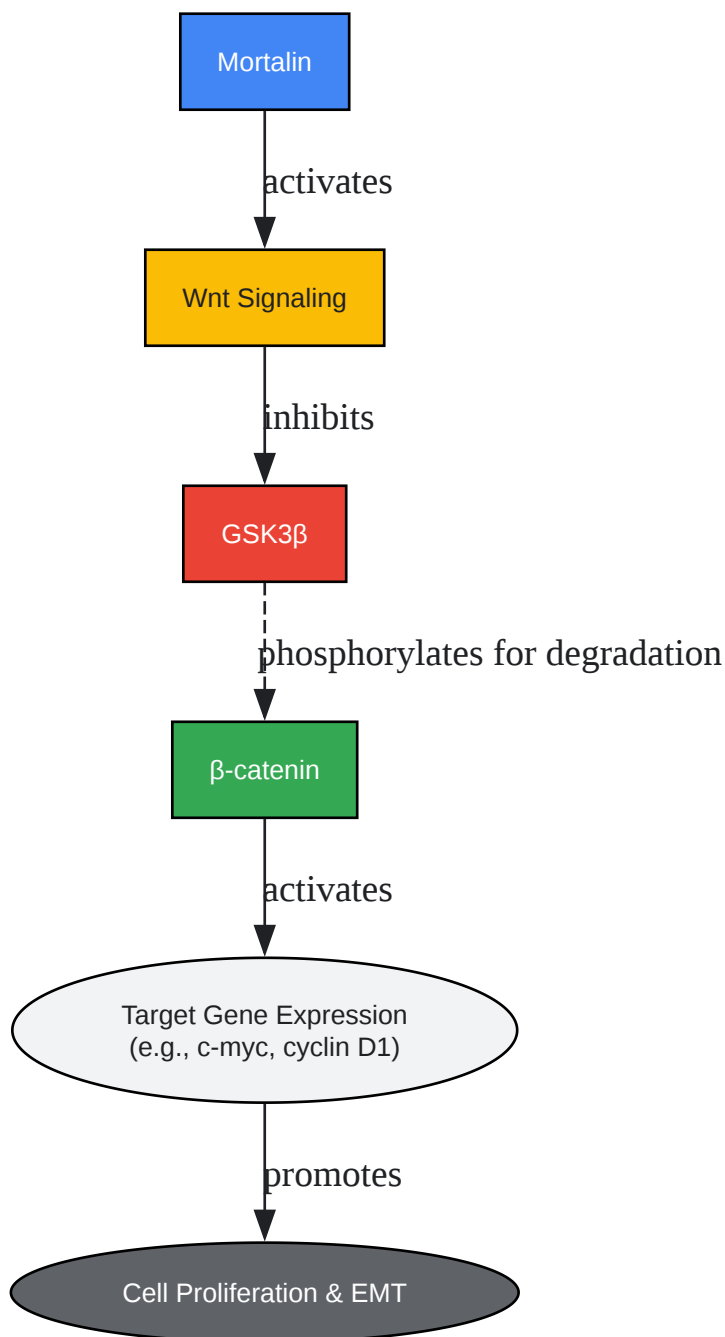 Mortalin
activates
Wnt Signaling
inhibits
GSK3β
phosphorylates for degradation
β-catenin
activates
Target Gene Expression
(e.g., c-myc, cyclin D1)
promotes
Cell Proliferation & EMT